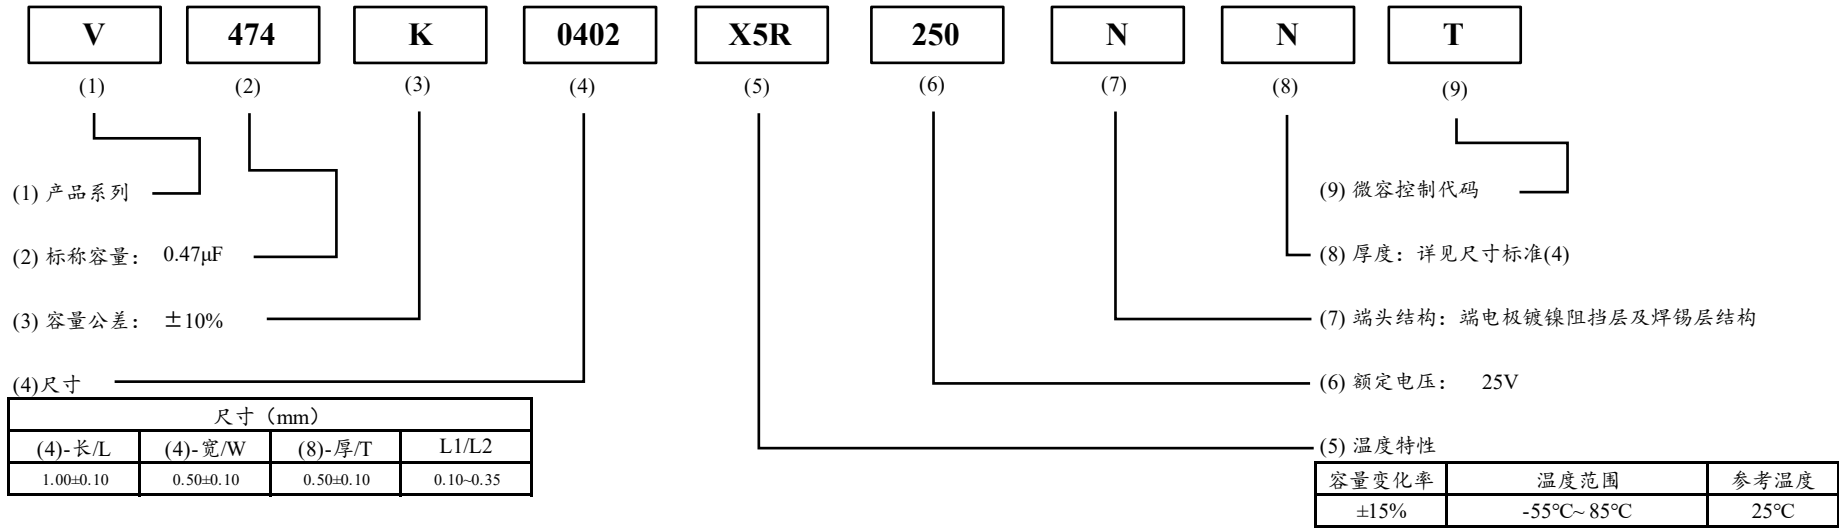 V 474 K 0402 X5R 250 N N T
(1) (2) (3) (4) (5) (6) (7) (8) (9)
(1) 产品系列
(9) 微容控制代码
(2) 标称容量： 0.47μF
(8) 厚度：详见尺寸标准(4)
(3) 容量公差： ±10%
(7) 端头结构：端电极镀镍阻挡层及焊锡层结构
(4)尺寸
(6) 额定电压： 25V
尺寸（mm）
(4)-长/L (4)-宽/W (8)-厚/T L1/L2
1.00±0.10 0.50±0.10 0.50±0.10 0.10~0.35
(5) 温度特性
容量变化率 温度范围 参考温度
±15% -55℃~ 85℃ 25℃